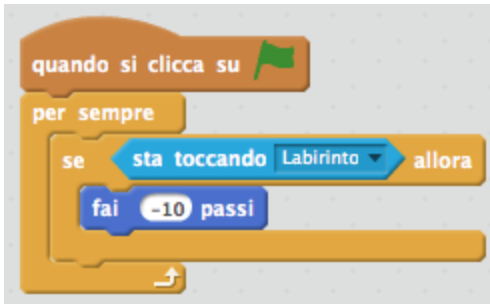 quando si clicca su
per sempre
se sta toccando Labirinto allora
fai -10 passi